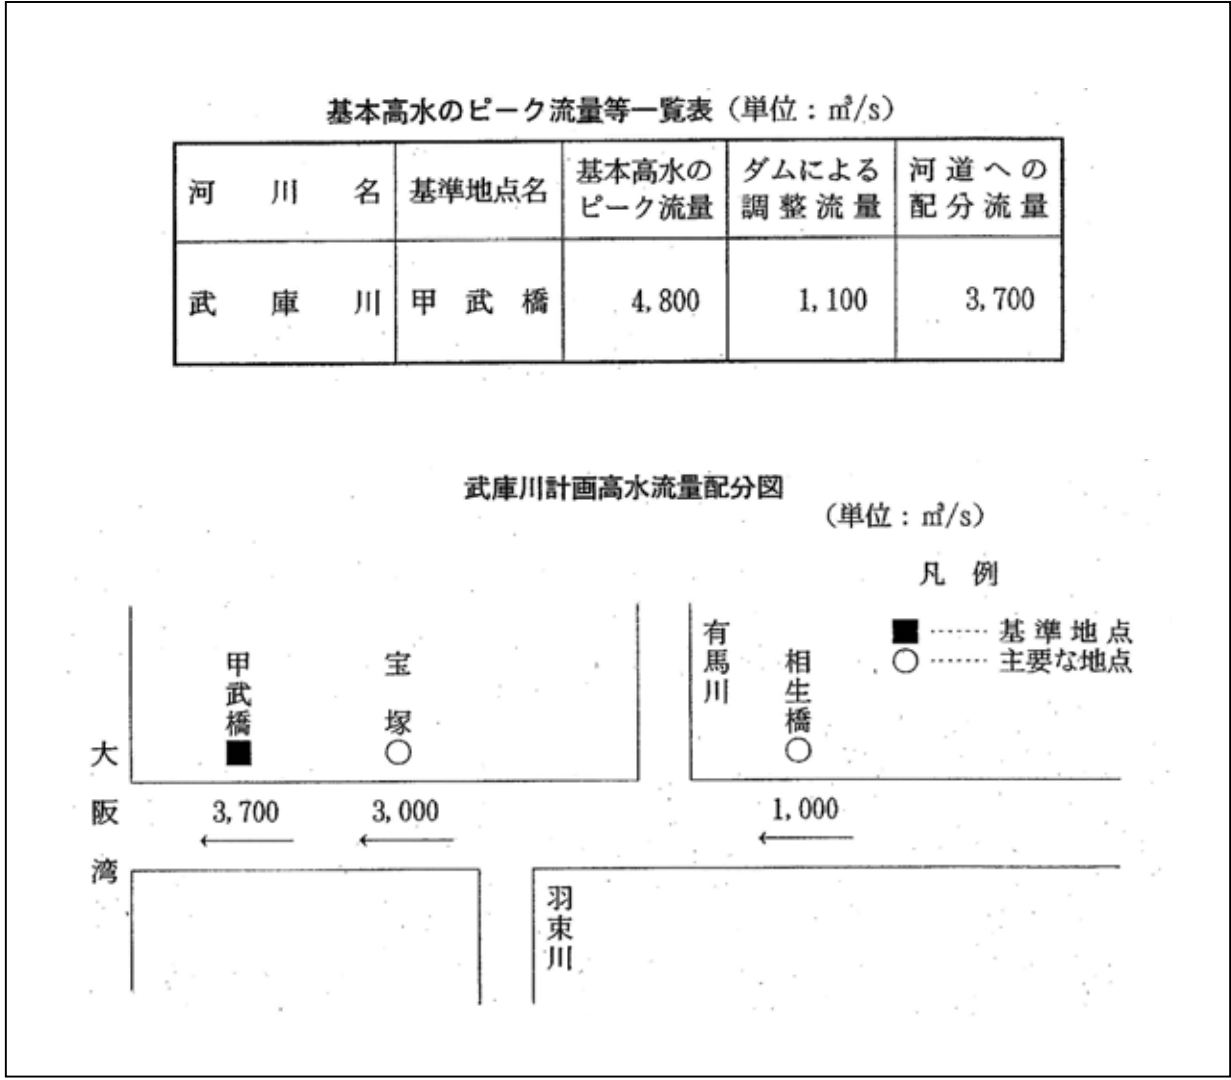 基本高水のピーク流量等一覧表（単位：㎥/s）
河川名 基準地点名 基本高水のピーク流量 ダムによる調整流量 河道への配分流量
武庫川 甲武橋 4,800 1,100 3,700
武庫川計画高水流量配分図
（単位：㎥/s）
凡例
■……基準地点
○……主要な地点
大阪湾
甲武橋
宝塚
有馬川
相生橋
3,700
3,000
1,000
羽束川